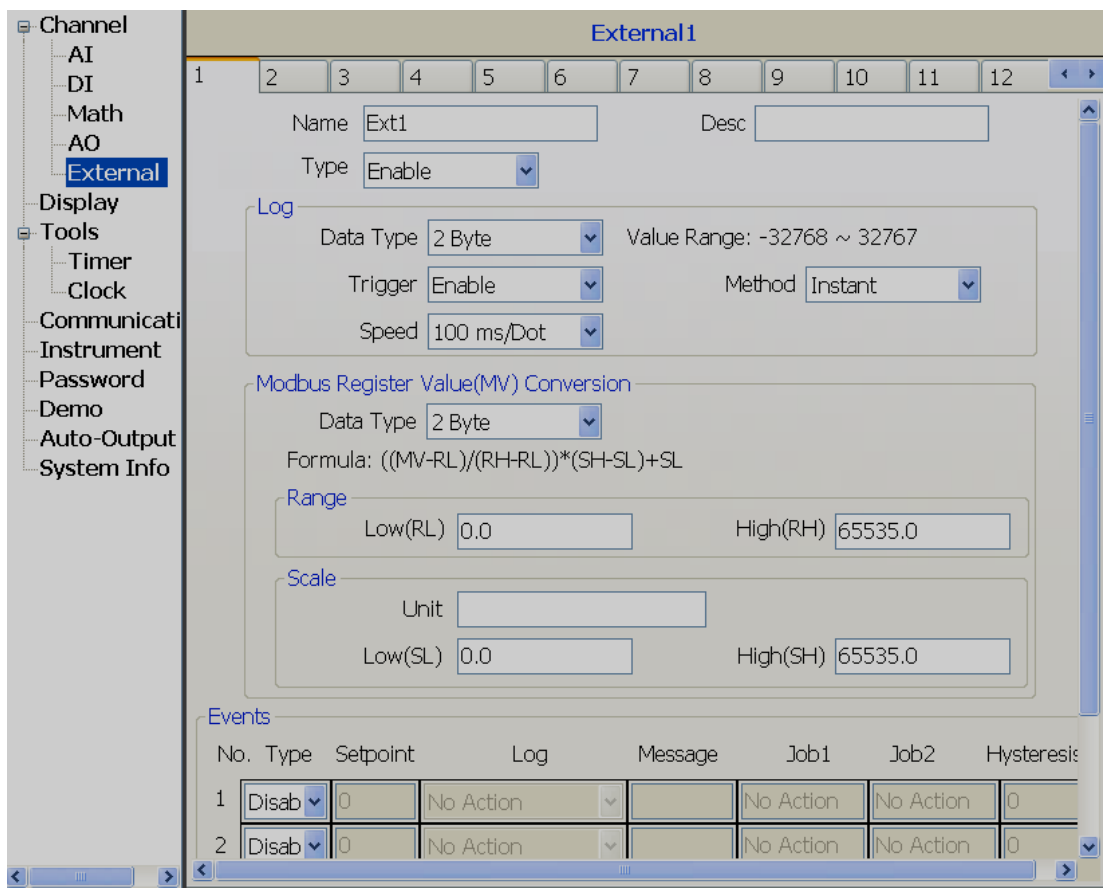 Channel
AI
DI
Math
AO
External
Display
Tools
Timer
Clock
Communicati
Instrument
Password
Demo
Auto-Output
System Info
External1
1 2 3 4 5 6 7 8 9 10 11 12
Name Ext1 Desc
Type Enable
Log
Data Type 2 Byte Value Range: -32768 ~ 32767
Trigger Enable Method Instant
Speed 100 ms/Dot
Modbus Register Value(MV) Conversion
Data Type 2 Byte
Formula: ((MV-RL)/(RH-RL))*(SH-SL)+SL
Range
Low(RL) 0.0 High(RH) 65535.0
Scale
Unit
Low(SL) 0.0 High(SH) 65535.0
Events
No. Type Setpoint Log Message Job1 Job2 Hysteresis
1 Disab 0 No Action No Action No Action 0
2 Disab 0 No Action No Action No Action 0